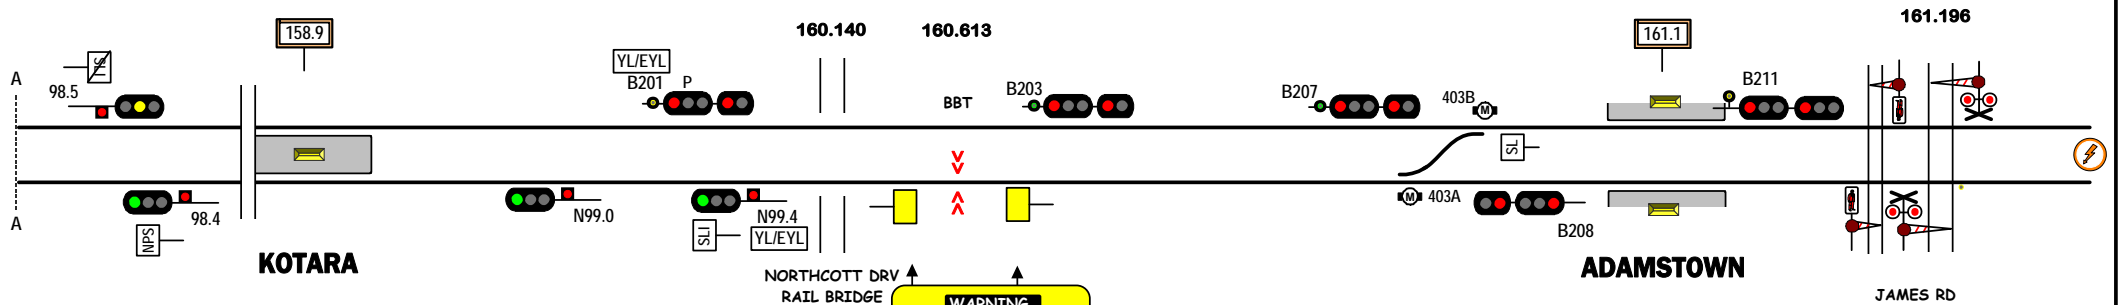 158.9
160.140
160.613
161.1
161.196
A
98.5
YL/EYL
B201
P
B203
BBT
B207
403B
M
B211
SL
A
98.4
NPS
N99.0
N99.4
SLI
YL/EYL
M
403A
B208
KOTARA
ADAMSTOWN
NORTHCOTT DRV
RAIL BRIDGE
WARNING
JAMES RD